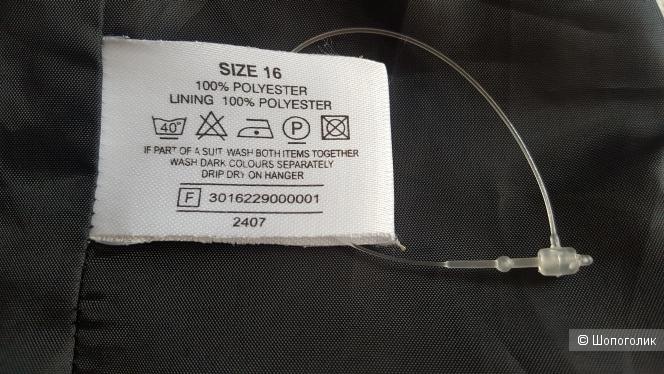 SIZE 16
100% POLYESTER
LINING 100% POLYESTER
40° P
IF PART OF A SUIT WASH BOTH ITEMS TOGETHER
WASH DARK COLOURS SEPARATELY
DRIP DRY ON HANGER
F 3016229000001
2407
© Шопоголик